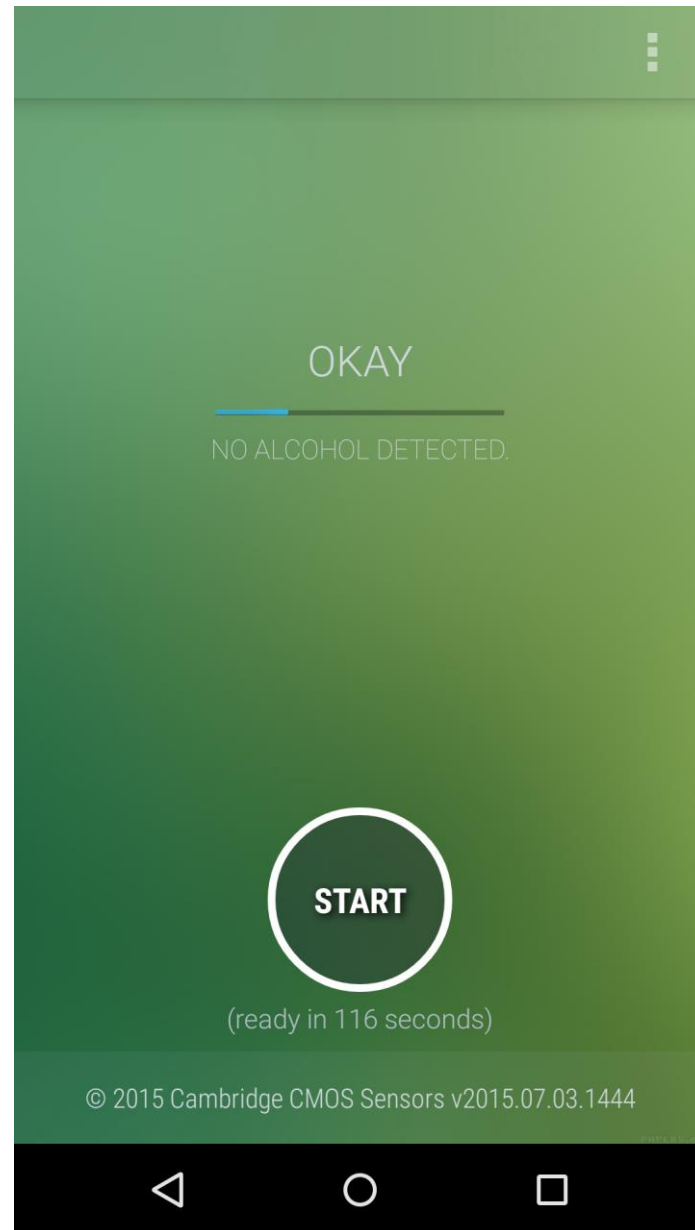 OKAY
NO ALCOHOL DETECTED.
START
(ready in 116 seconds)
© 2015 Cambridge CMOS Sensors v2015.07.03.1444